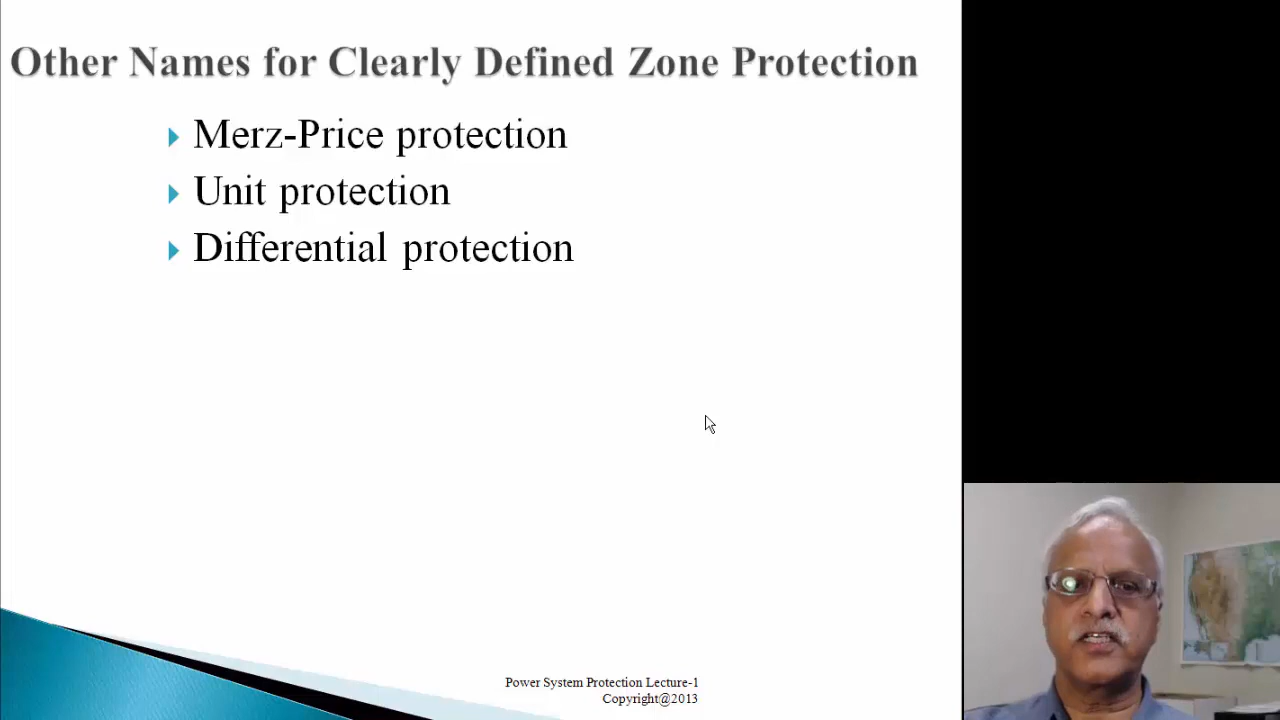 Other Names for Clearly Defined Zone Protection
Merz-Price protection
Unit protection
Differential protection
Power System Protection Lecture-1
Copyright@2013